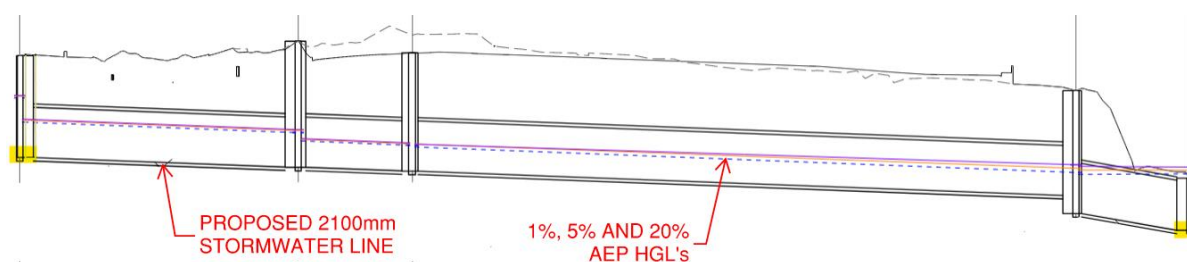 PROPOSED 2100mm
STORMWATER LINE
1%, 5% AND 20%
AEP HGL's